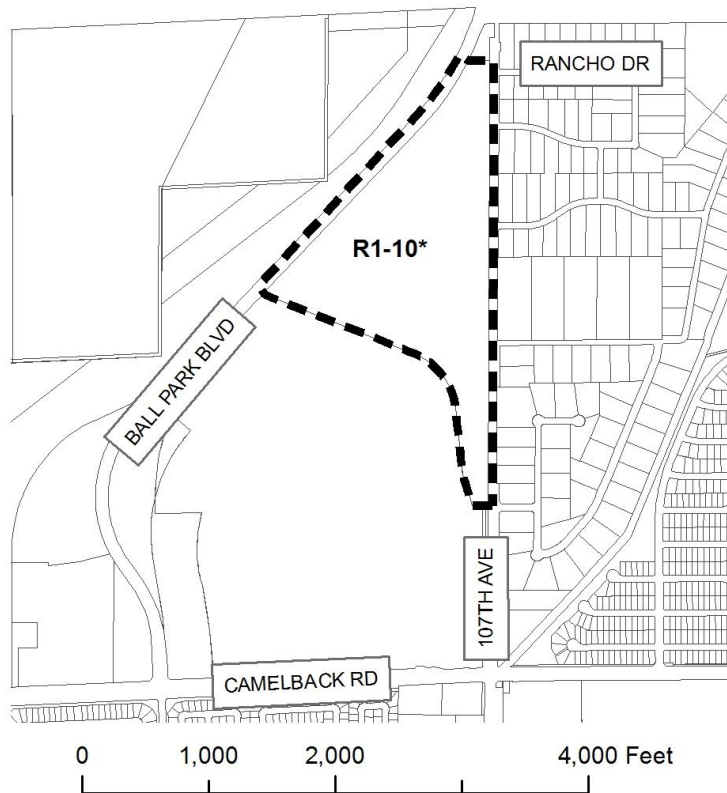 RANCHO DR
R1-10*
BALL PARK BLVD
107TH AVE
CAMELBACK RD
0 1,000 2,000 4,000 Feet